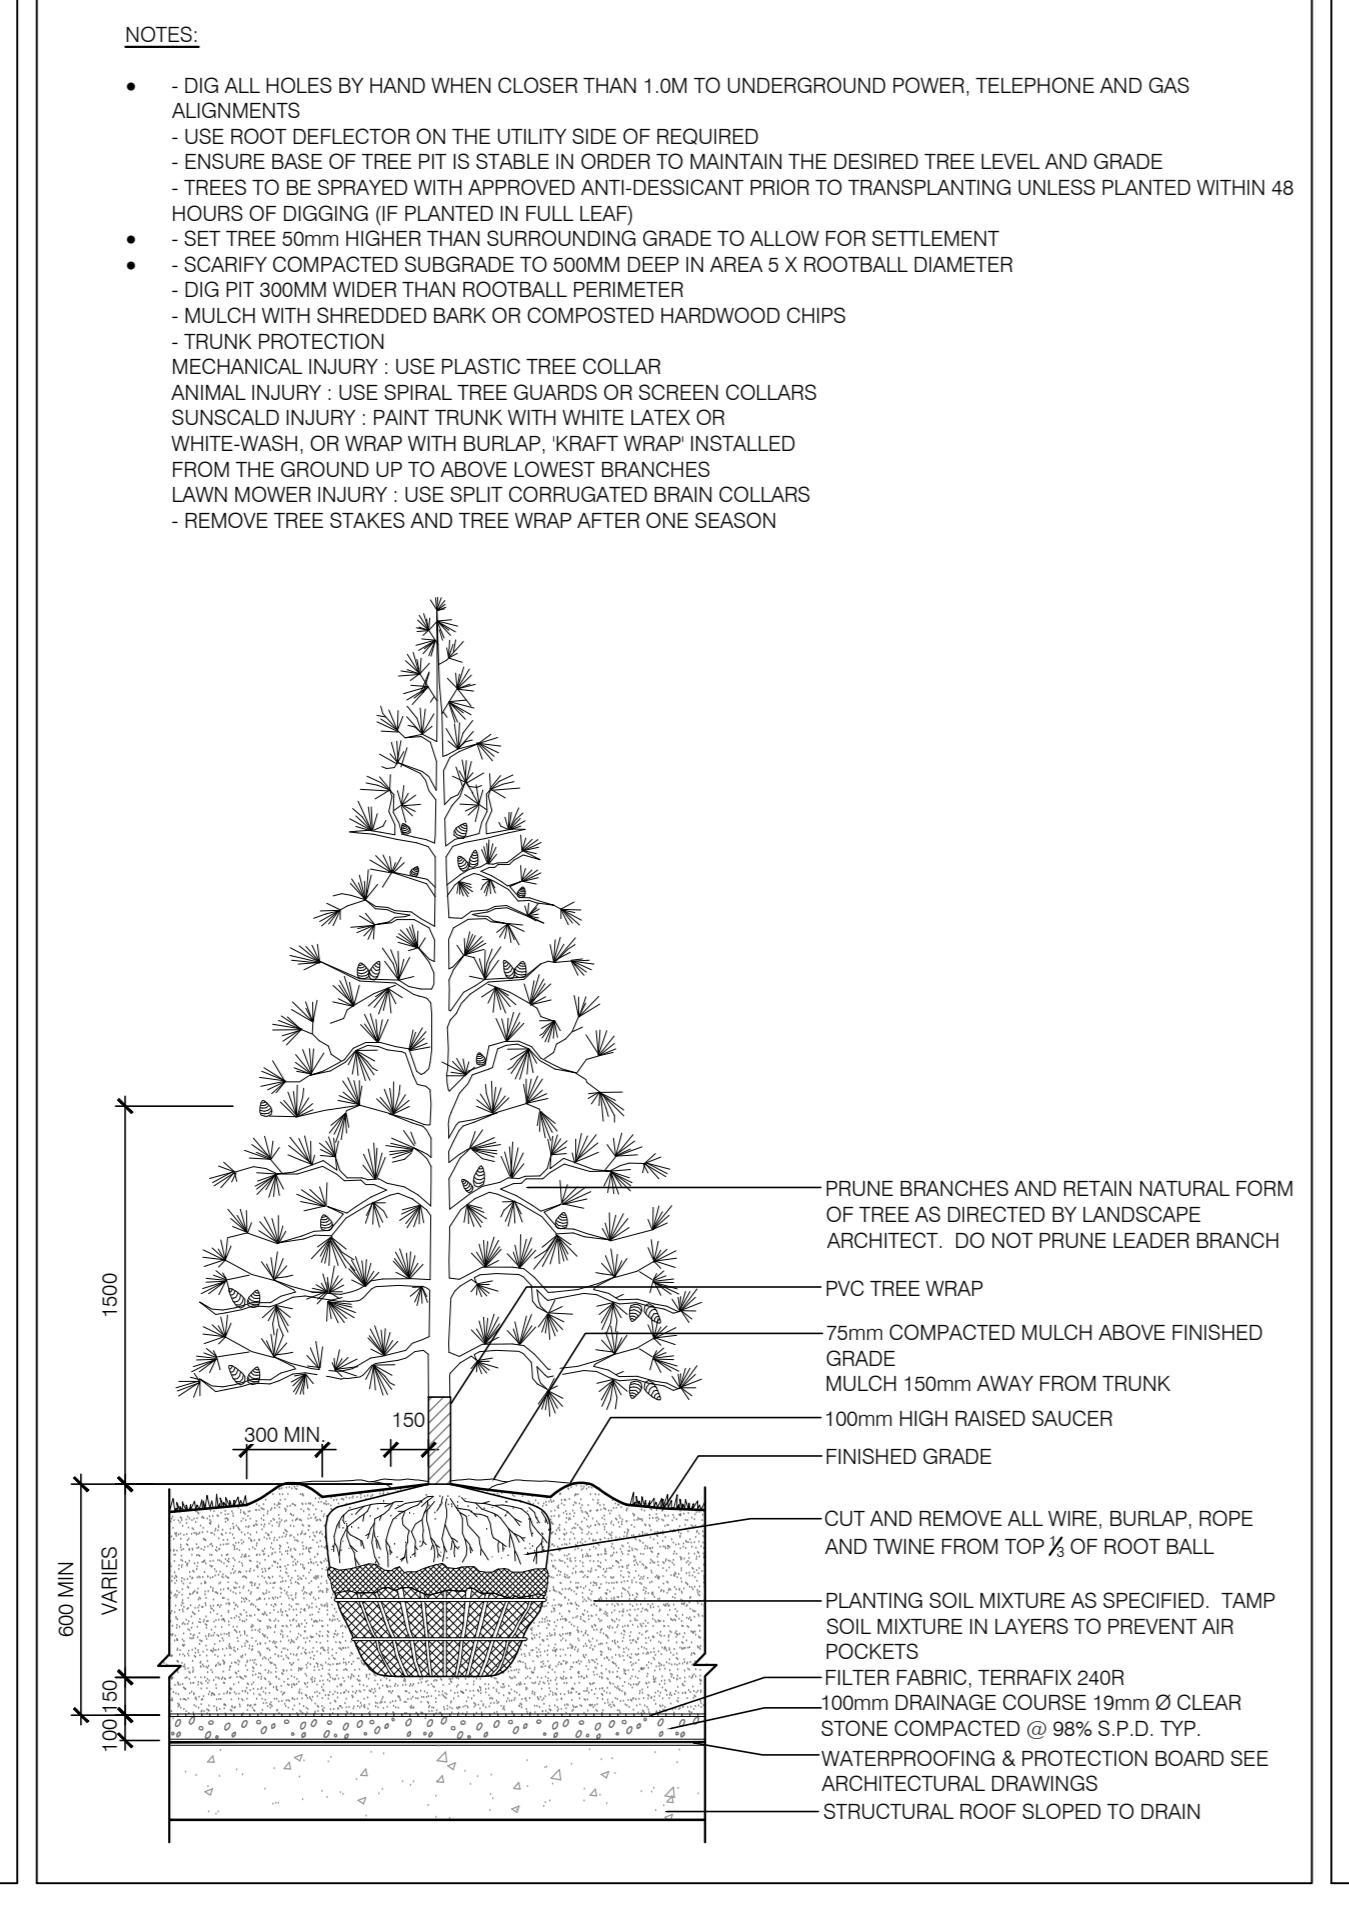 NOTES:
• - DIG ALL HOLES BY HAND WHEN CLOSER THAN 1.0M TO UNDERGROUND POWER, TELEPHONE AND GAS
ALIGNMENTS
- USE ROOT DEFLECTOR ON THE UTILITY SIDE OF REQUIRED
- ENSURE BASE OF TREE PIT IS STABLE IN ORDER TO MAINTAIN THE DESIRED TREE LEVEL AND GRADE
- TREES TO BE SPRAYED WITH APPROVED ANTI-DESSICANT PRIOR TO TRANSPLANTING UNLESS PLANTED WITHIN 48
HOURS OF DIGGING (IF PLANTED IN FULL LEAF)
• - SET TREE 50mm HIGHER THAN SURROUNDING GRADE TO ALLOW FOR SETTLEMENT
• - SCARIFY COMPACTED SUBGRADE TO 500MM DEEP IN AREA 5 X ROOTBALL DIAMETER
- DIG PIT 300MM WIDER THAN ROOTBALL PERIMETER
- MULCH WITH SHREDDED BARK OR COMPOSTED HARDWOOD CHIPS
- TRUNK PROTECTION
MECHANICAL INJURY : USE PLASTIC TREE COLLAR
ANIMAL INJURY : USE SPIRAL TREE GUARDS OR SCREEN COLLARS
SUNSCALD INJURY : PAINT TRUNK WITH WHITE LATEX OR
WHITE-WASH, OR WRAP WITH BURLAP, 'KRAFT WRAP' INSTALLED
FROM THE GROUND UP TO ABOVE LOWEST BRANCHES
LAWN MOWER INJURY : USE SPLIT CORRUGATED BRAIN COLLARS
- REMOVE TREE STAKES AND TREE WRAP AFTER ONE SEASON
PRUNE BRANCHES AND RETAIN NATURAL FORM
OF TREE AS DIRECTED BY LANDSCAPE
ARCHITECT. DO NOT PRUNE LEADER BRANCH
1500
PVC TREE WRAP
75mm COMPACTED MULCH ABOVE FINISHED
GRADE
MULCH 150mm AWAY FROM TRUNK
150
100mm HIGH RAISED SAUCER
300 MIN.
FINISHED GRADE
CUT AND REMOVE ALL WIRE, BURLAP, ROPE
AND TWINE FROM TOP 1/3 OF ROOT BALL
600 MIN
VARIES
PLANTING SOIL MIXTURE AS SPECIFIED. TAMP
SOIL MIXTURE IN LAYERS TO PREVENT AIR
POCKETS
FILTER FABRIC, TERRAFIX 240R
150
100mm DRAINAGE COURSE 19mm Ø CLEAR
STONE COMPACTED @ 98% S.P.D. TYP.
100
WATERPROOFING & PROTECTION BOARD SEE
ARCHITECTURAL DRAWINGS
STRUCTURAL ROOF SLOPED TO DRAIN